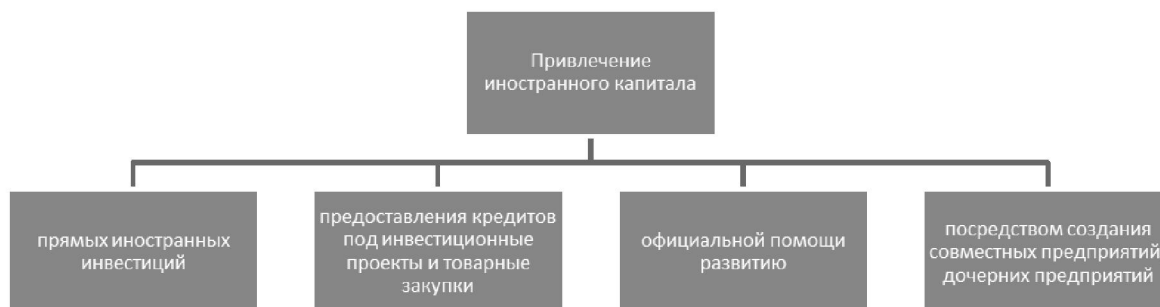 Привлечение
иностранного капитала
прямых иностранных
инвестиций
предоставления кредитов
под инвестиционные
проекты и товарные
закупки
официальной помощи
развитию
посредством создания
совместных предприятий,
дочерних предприятий